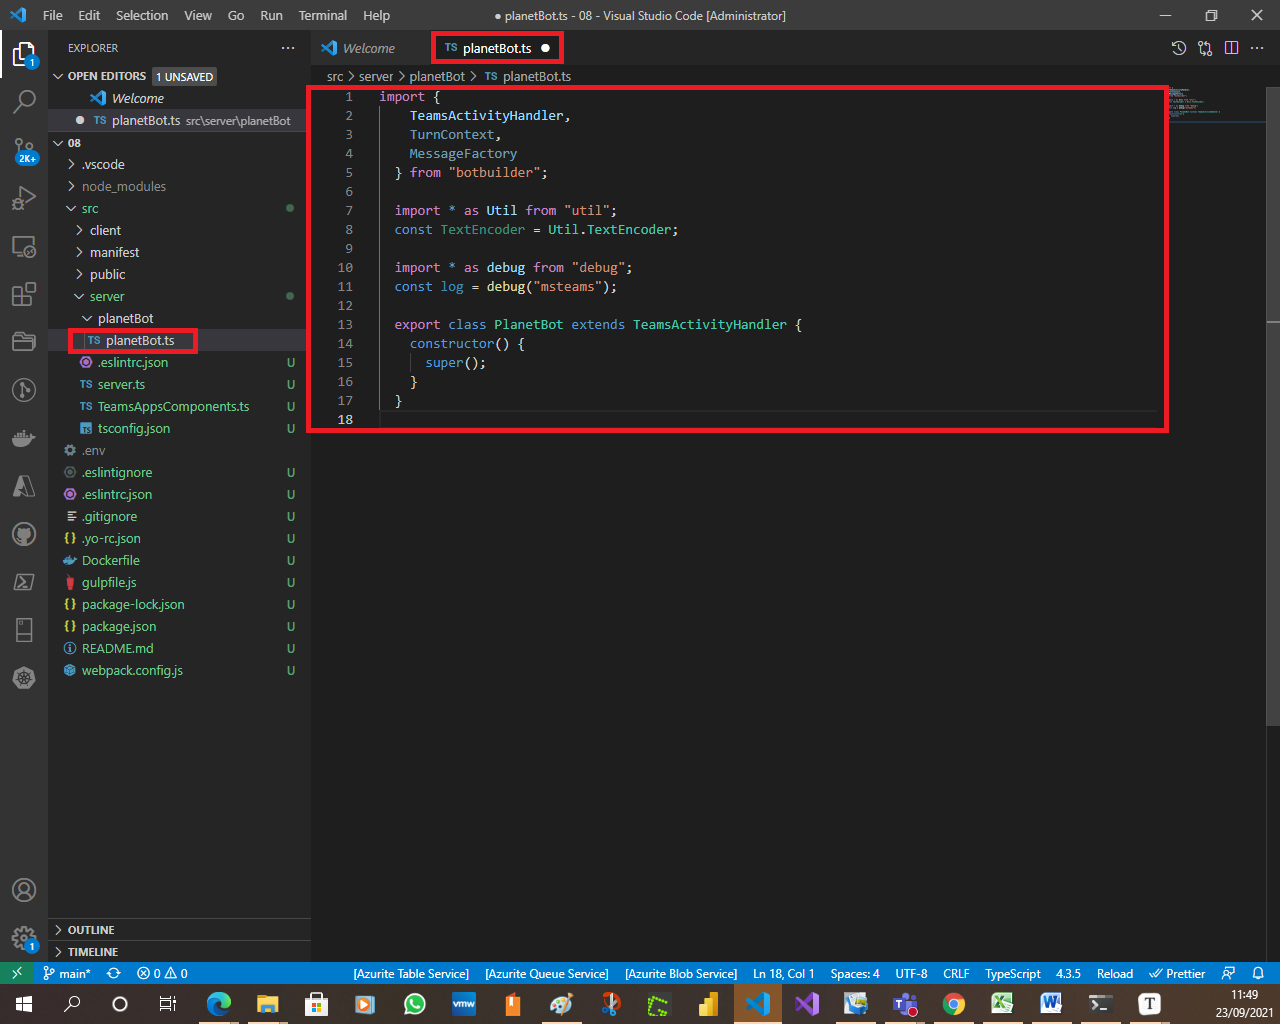 File Edit Selection View Go Run Terminal Help
● planetBot.ts - 08 - Visual Studio Code [Administrator]
EXPLORER
OPEN EDITORS 1 UNSAVED
Welcome
TS planetBot.ts src\server\planetBot
08
.vscode
node_modules
src
client
manifest
public
server
planetBot
TS planetBot.ts
.eslintrc.json U
TS server.ts U
TS TeamsAppsComponents.ts U
TS tsconfig.json U
.env
.eslintignore U
.eslintrc.json U
.gitignore U
{} .yo-rc.json U
Dockerfile U
gulpfile.js U
{} package-lock.json U
{} package.json U
README.md U
webpack.config.js U
OUTLINE
TIMELINE
1
2K+
1
Welcome
TS planetBot.ts
src > server > planetBot > TS planetBot.ts
1 import {
2 TeamsActivityHandler,
3 TurnContext,
4 MessageFactory
5 } from "botbuilder";
6
7 import * as Util from "util";
8 const TextEncoder = Util.TextEncoder;
9
10 import * as debug from "debug";
11 const log = debug("msteams");
12
13 export class PlanetBot extends TeamsActivityHandler {
14 constructor() {
15 super();
16 }
17 }
18
main* 0 0 [Azurite Table Service] [Azurite Queue Service] [Azurite Blob Service] Ln 18, Col 1 Spaces: 4 UTF-8 CRLF TypeScript 4.3.5 Reload Prettier
vmw
T
11:49
23/09/2021